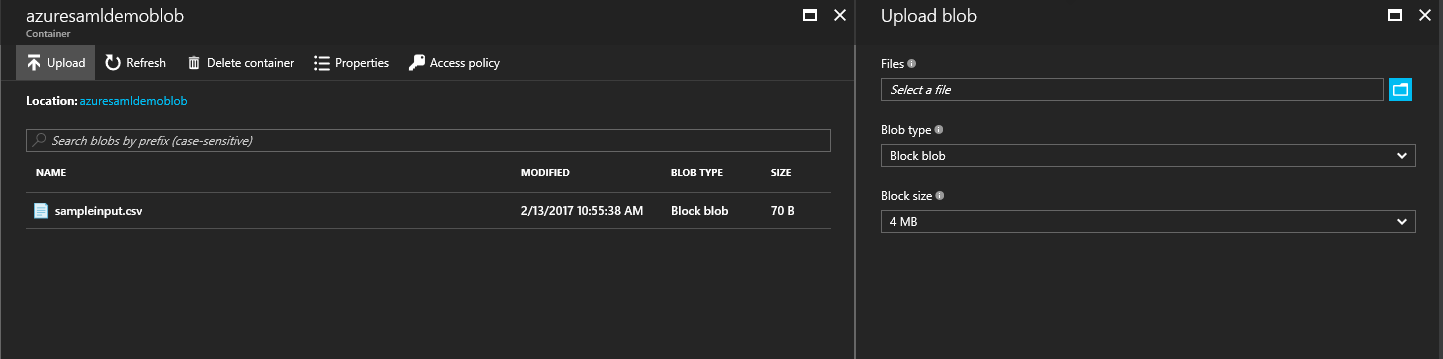 azuresamldemoblob
Container
Upload Refresh Delete container Properties Access policy
Location: azuresamldemoblob
Search blobs by prefix (case-sensitive)
NAME MODIFIED BLOB TYPE SIZE
sampleinput.csv 2/13/2017 10:55:38 AM Block blob 70 B
Upload blob
Files
Select a file
Blob type
Block blob
Block size
4 MB